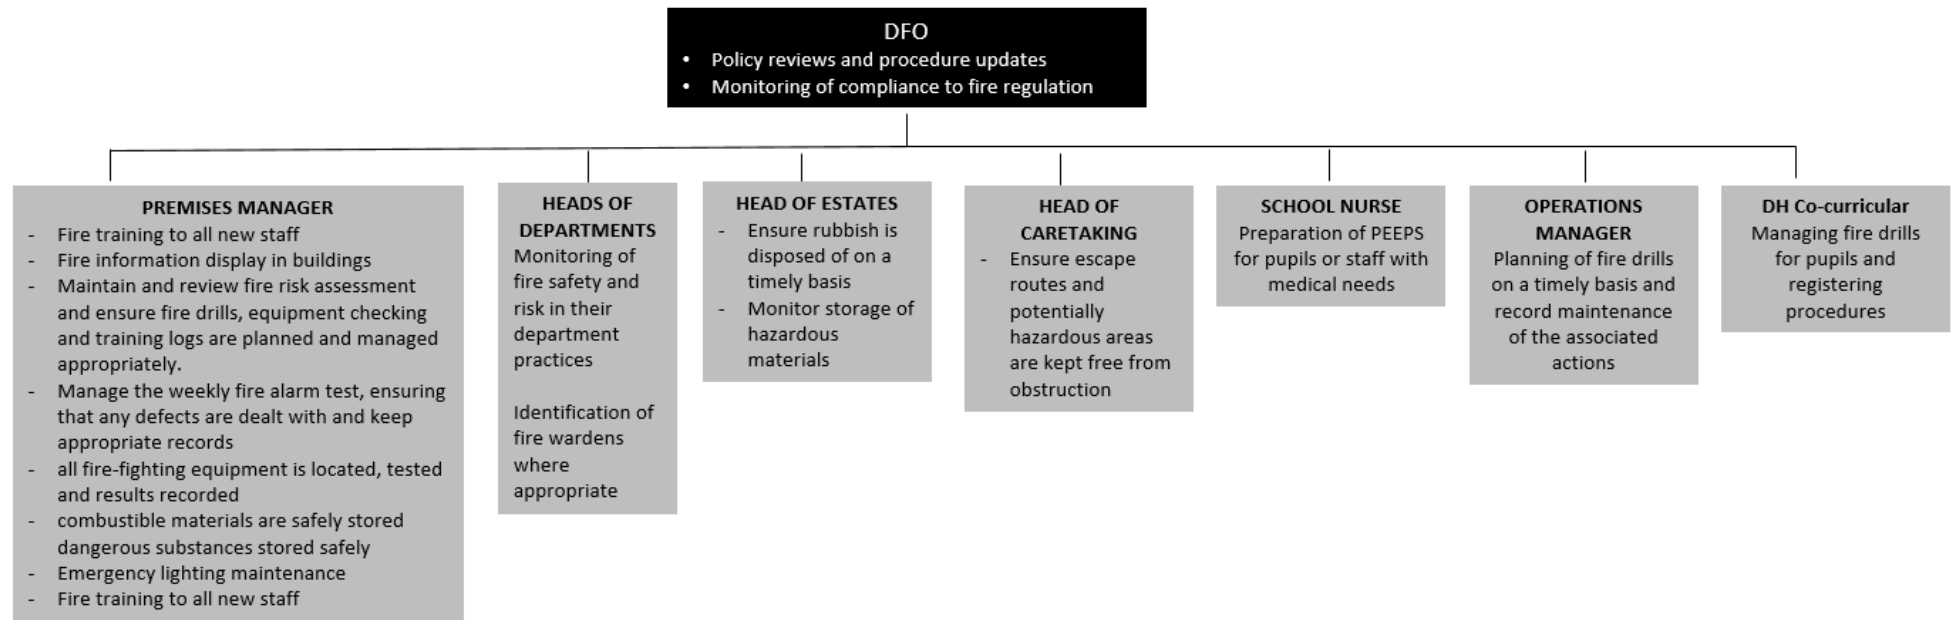 DFO
• Policy reviews and procedure updates
• Monitoring of compliance to fire regulation
PREMISES MANAGER
- Fire training to all new staff
- Fire information display in buildings
- Maintain and review fire risk assessment
and ensure fire drills, equipment checking
and training logs are planned and managed
appropriately.
- Manage the weekly fire alarm test, ensuring
that any defects are dealt with and keep
appropriate records
- all fire-fighting equipment is located, tested
and results recorded
- combustible materials are safely stored
dangerous substances stored safely
- Emergency lighting maintenance
- Fire training to all new staff
HEADS OF
DEPARTMENTS
Monitoring of
fire safety and
risk in their
department
practices
Identification of
fire wardens
where
appropriate
HEAD OF ESTATES
- Ensure rubbish is
disposed of on a
timely basis
- Monitor storage of
hazardous
materials
HEAD OF
CARETAKING
- Ensure escape
routes and
potentially
hazardous areas
are kept free from
obstruction
SCHOOL NURSE
Preparation of PEEPS
for pupils or staff with
medical needs
OPERATIONS
MANAGER
Planning of fire drills
on a timely basis and
record maintenance
of the associated
actions
DH Co-curricular
Managing fire drills
for pupils and
registering
procedures